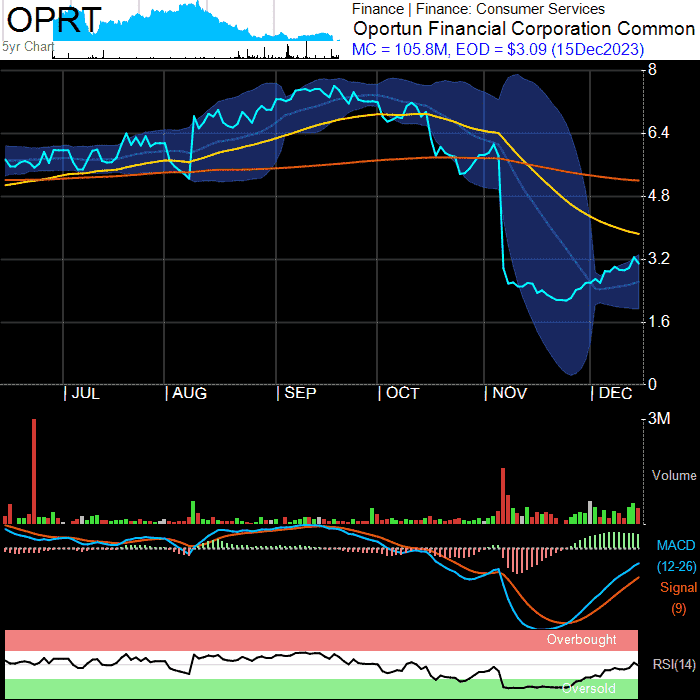 OPRT
5yr Chart
Finance | Finance: Consumer Services
Oportun Financial Corporation Common
MC = 105.8M, EOD = $3.09 (15Dec2023)
8
6.4
4.8
3.2
1.6
0
JUL AUG SEP OCT NOV DEC
3M
Volume
MACD
(12-26)
Signal
(9)
Overbought
RSI(14)
Oversold